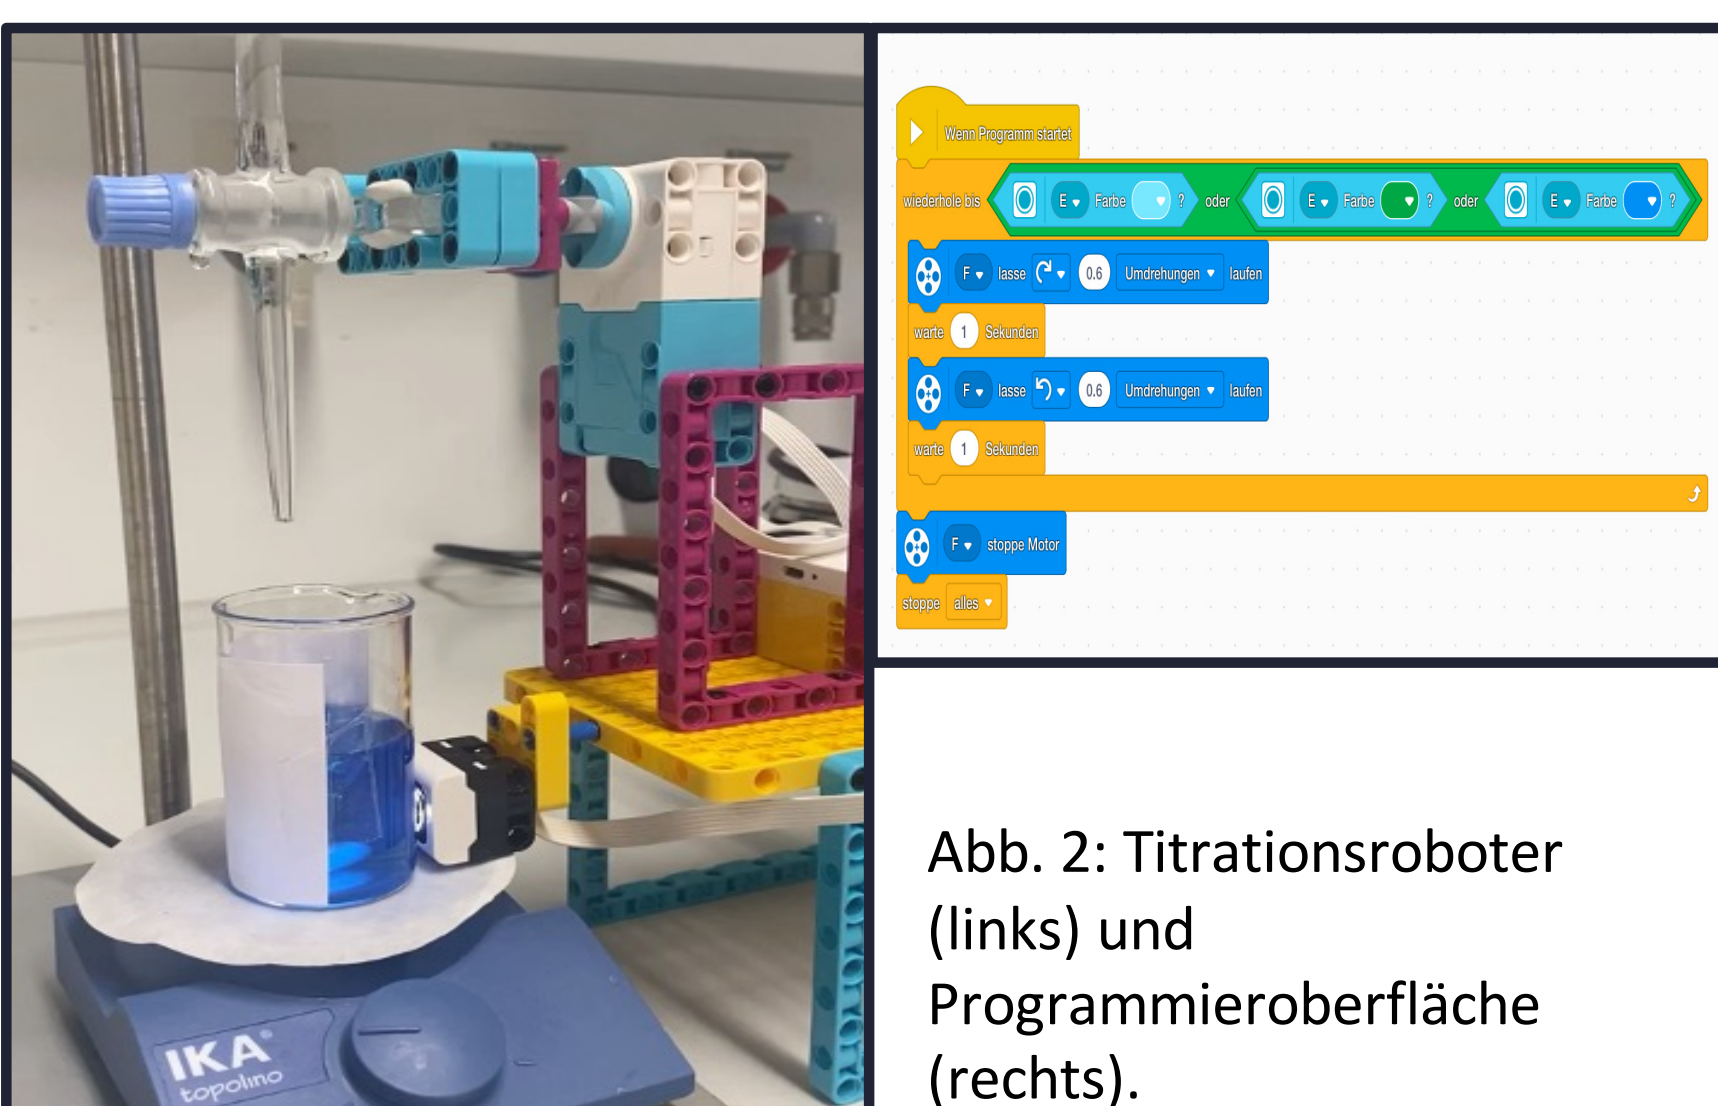 Wenn Programm startet
wiederhole bis E Farbe ? oder E Farbe ? oder E Farbe ?
F lasse 0.6 Umdrehungen laufen
warte 1 Sekunden
F lasse 0.6 Umdrehungen laufen
warte 1 Sekunden
F stoppe Motor
stoppe alles
IKA®
topolino
Abb. 2: Titrationsroboter
(links) und
Programmieroberfläche
(rechts).